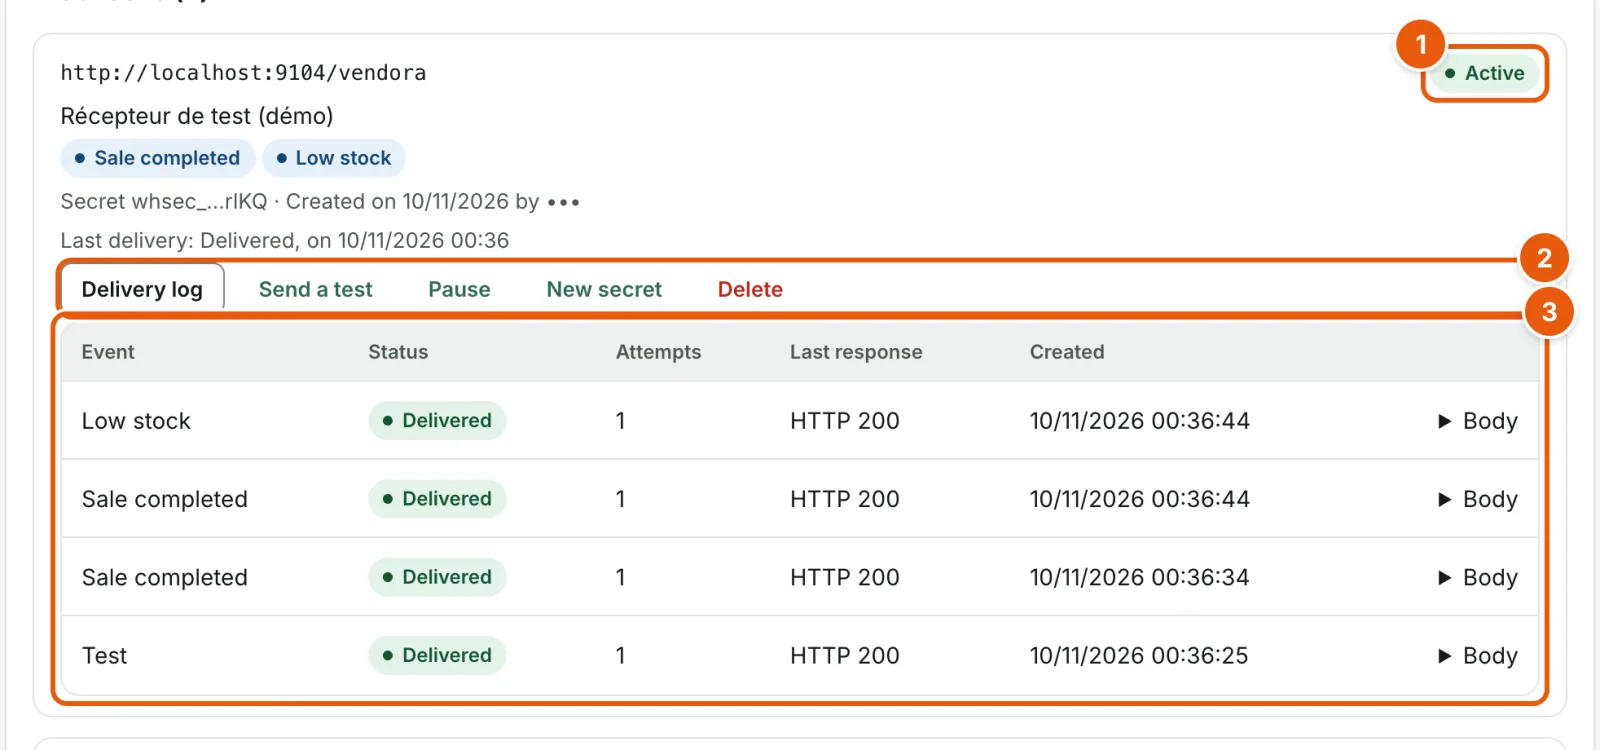 1
http://localhost:9104/vendora
Active
Récepteur de test (démo)
Sale completed Low stock
Secret whsec_...rlKQ · Created on 10/11/2026 by •••
Last delivery: Delivered, on 10/11/2026 00:36
2
Delivery log Send a test Pause New secret Delete
3
Event Status Attempts Last response Created
Low stock Delivered 1 HTTP 200 10/11/2026 00:36:44 Body
Sale completed Delivered 1 HTTP 200 10/11/2026 00:36:44 Body
Sale completed Delivered 1 HTTP 200 10/11/2026 00:36:34 Body
Test Delivered 1 HTTP 200 10/11/2026 00:36:25 Body